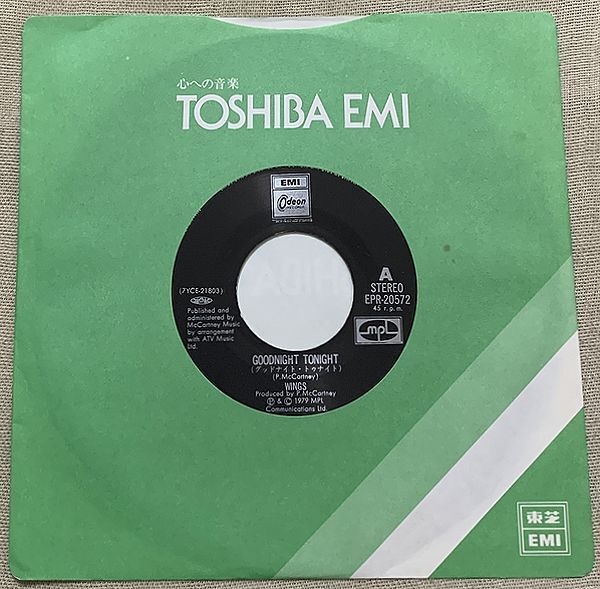 心への音楽
TOSHIBA EMI
EMI
Odeon
A
STEREO
(7YCE-21803)
EPR-20572
45 r.p.m.
Published and
administered by
McCartney Music
by arrangement
with ATV Music
Ltd.
mpl
GOODNIGHT TONIGHT
(グッドナイト・トゥナイト)
(P.McCartney)
WINGS
Produced by P.McCartney
Ⓟ & © 1979 MPL
Communications Ltd.
東芝
EMI